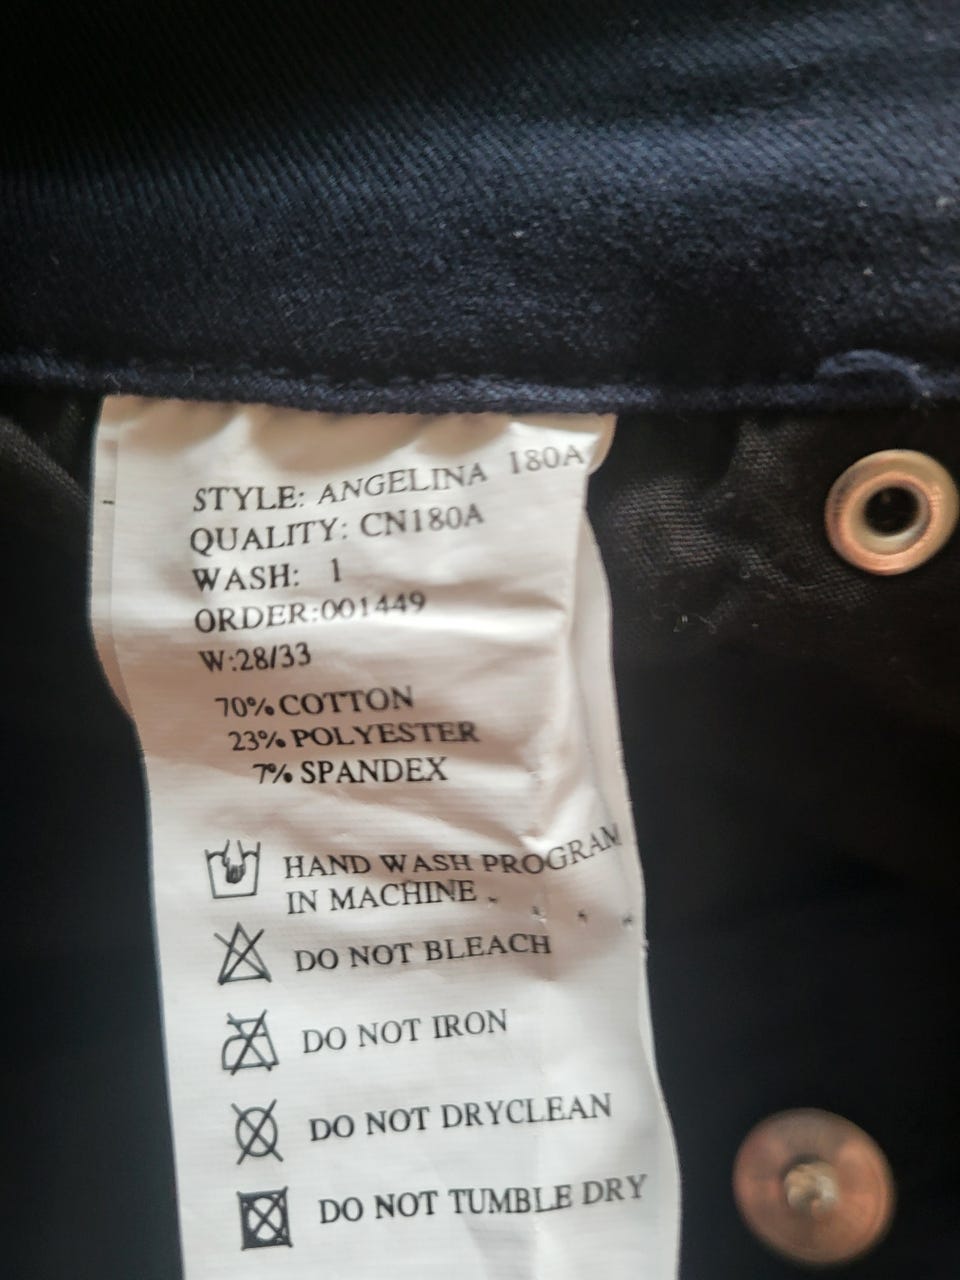 STYLE: ANGELINA 180A
QUALITY: CN180A
WASH: 1
ORDER:001449
W:28/33
70% COTTON
23% POLYESTER
7% SPANDEX
HAND WASH PROGRAM
IN MACHINE.
DO NOT BLEACH
DO NOT IRON
DO NOT DRYCLEAN
DO NOT TUMBLE DRY